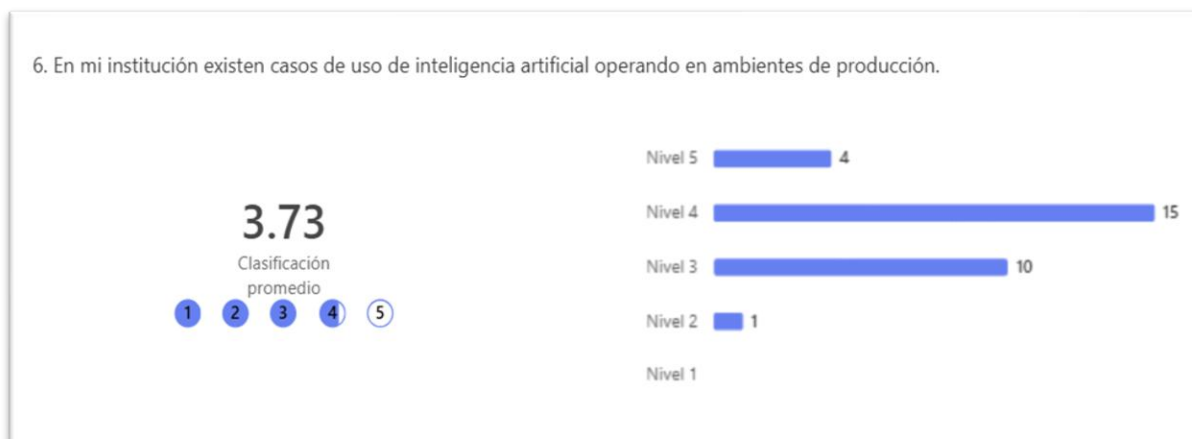 6. En mi institución existen casos de uso de inteligencia artificial operando en ambientes de producción.
3.73
Clasificación
promedio
1 2 3 4 5
Nivel 5 4
Nivel 4 15
Nivel 3 10
Nivel 2 1
Nivel 1